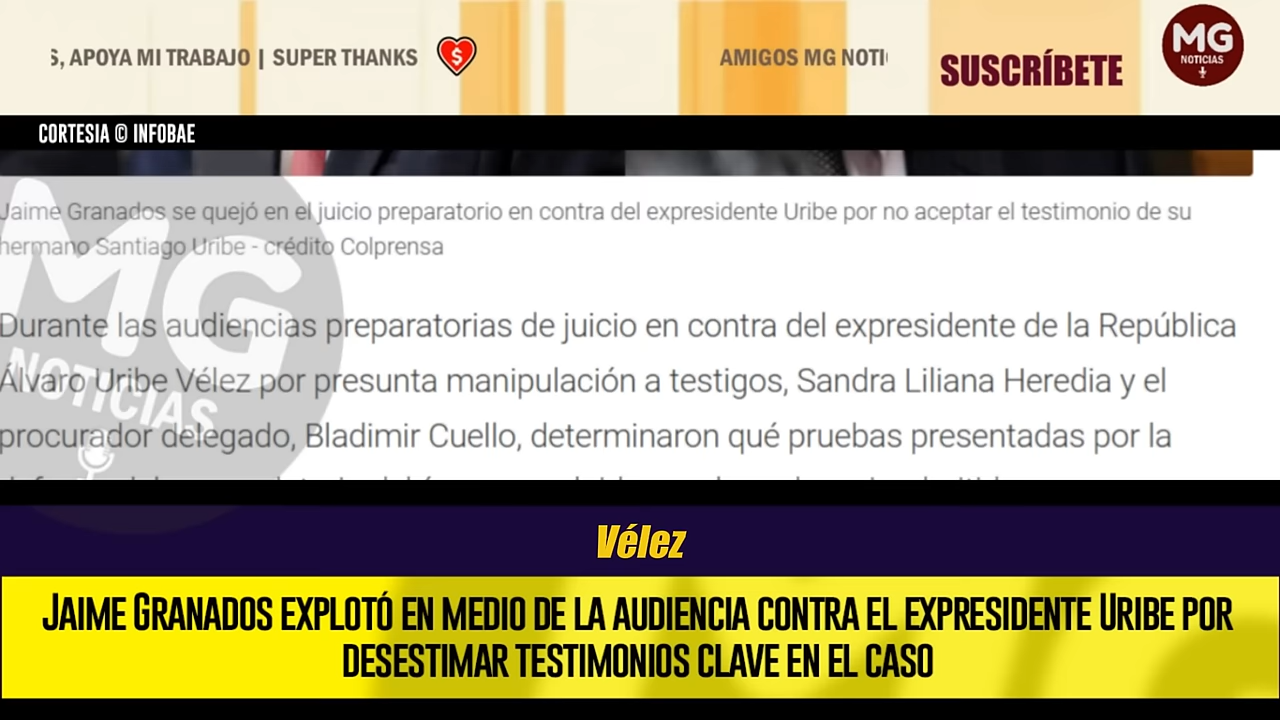 S, APOYA MI TRABAJO | SUPER THANKS
AMIGOS MG NOTI
SUSCRÍBETE
MG
NOTICIAS
CORTESIA © INFOBAE
Jaime Granados se quejó en el juicio preparatorio en contra del expresidente Uribe por no aceptar el testimonio de su
hermano Santiago Uribe - crédito Colprensa
Durante las audiencias preparatorias de juicio en contra del expresidente de la República
Álvaro Uribe Vélez por presunta manipulación a testigos, Sandra Liliana Heredia y el
procurador delegado, Bladimir Cuello, determinaron qué pruebas presentadas por la
MG
NOTICIAS
Vélez
JAIME GRANADOS EXPLOTÓ EN MEDIO DE LA AUDIENCIA CONTRA EL EXPRESIDENTE URIBE POR
DESESTIMAR TESTIMONIOS CLAVE EN EL CASO